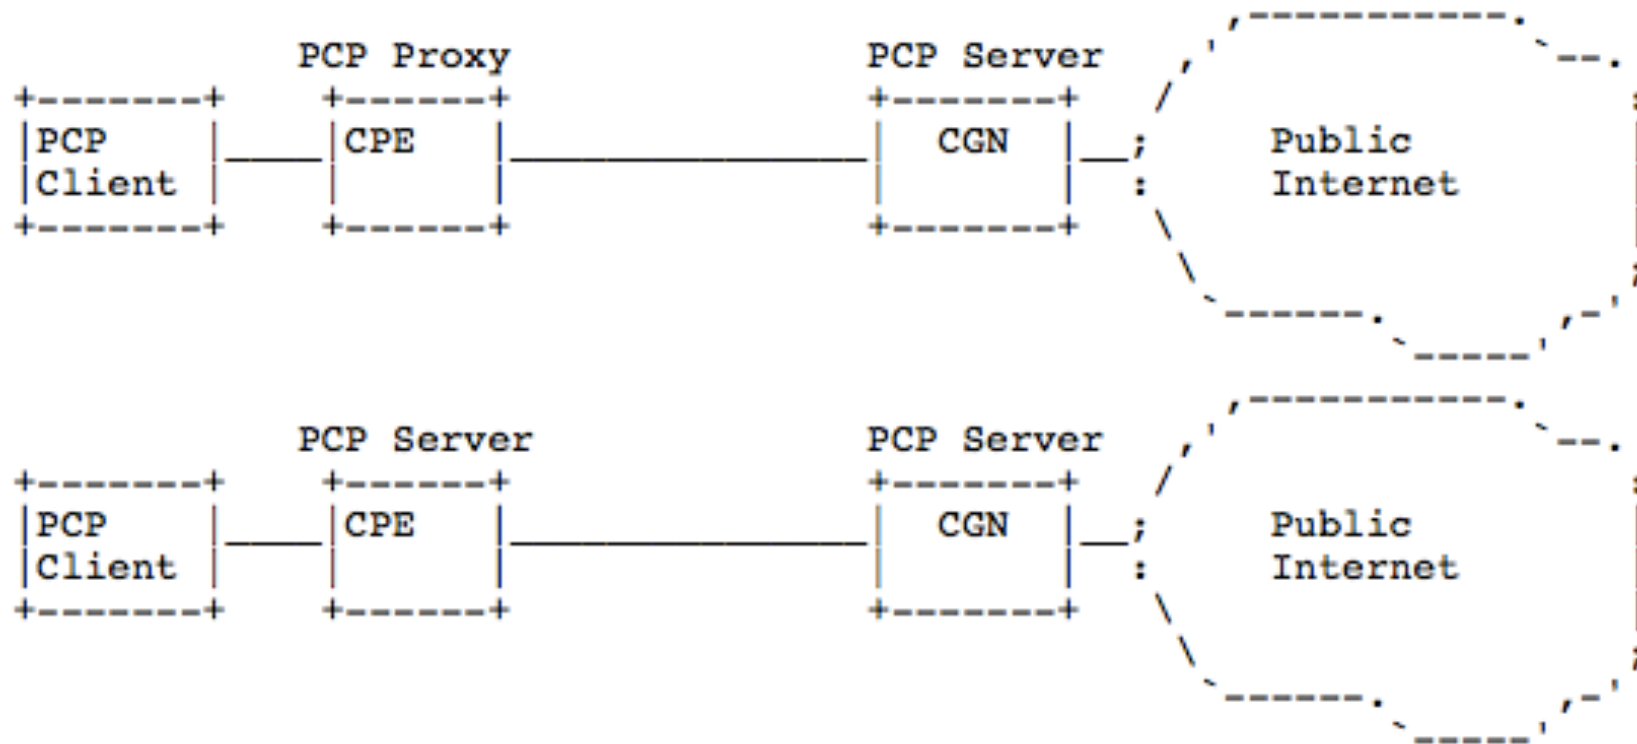 PCP Proxy PCP Server
PCP CPE CGN Public
Client Internet
PCP Server PCP Server
PCP CPE CGN Public
Client Internet